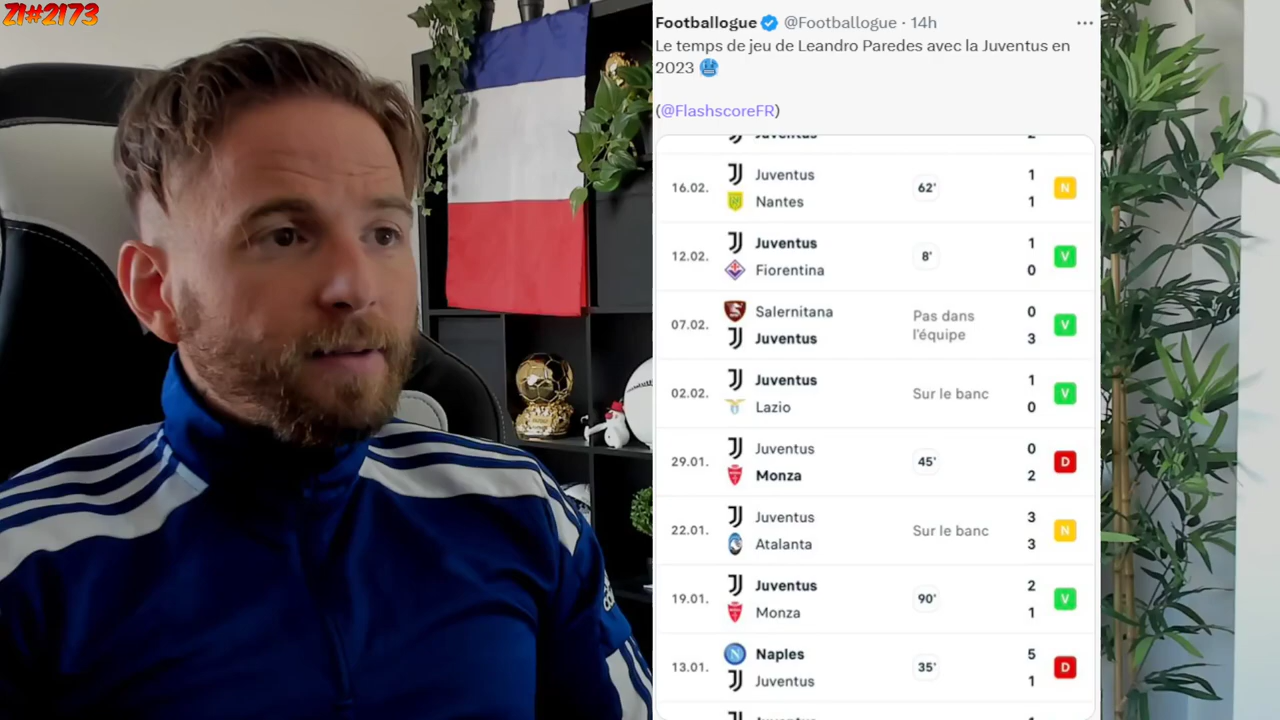 Z1#2173
Footballogue @Footballogue · 14h
Le temps de jeu de Leandro Paredes avec la Juventus en
2023
(@FlashscoreFR)
Juventus 2
16.02. Juventus 62' 1 N
Nantes 1
12.02. Juventus 8' 1 V
Fiorentina 0
07.02. Salernitana Pas dans l'équipe 0 V
Juventus 3
02.02. Juventus Sur le banc 1 V
Lazio 0
29.01. Juventus 45' 0 D
Monza 2
22.01. Juventus Sur le banc 3 N
Atalanta 3
19.01. Juventus 90' 2 V
Monza 1
13.01. Naples 35' 5 D
Juventus 1